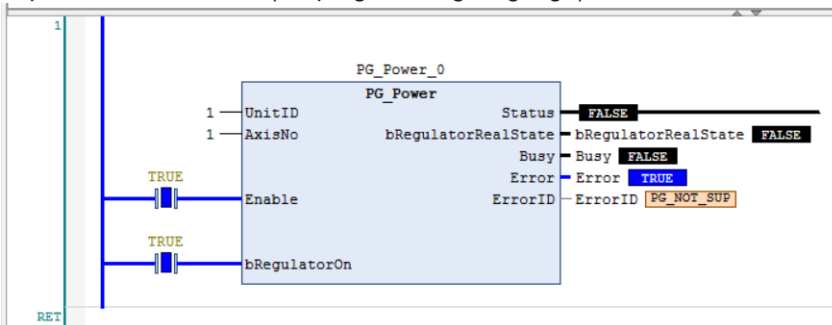 1
PG_Power_0
PG_Power
1 UnitID Status FALSE
1 AxisNo bRegulatorRealState bRegulatorRealState FALSE
Busy Busy FALSE
TRUE Error Error TRUE
Enable ErrorID ErrorID PG_NOT_SUP
TRUE
bRegulatorOn
RET